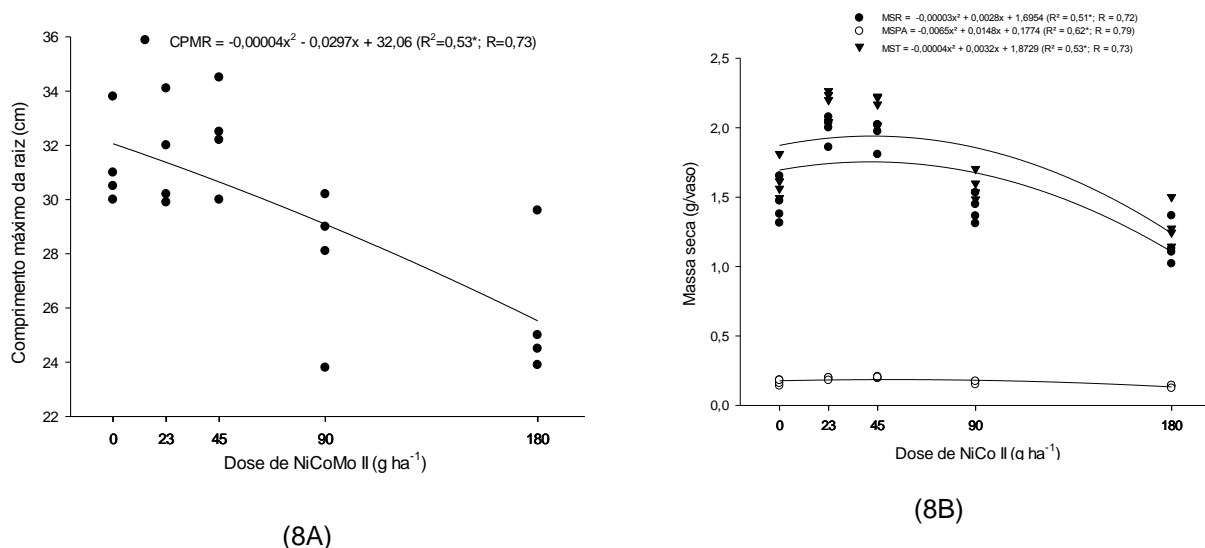 CPMR = -0,00004x² - 0,0297x + 32,06 (R²=0,53*; R=0,73)
Comprimento máximo da raiz (cm)
36
34
32
30
28
26
24
22
0 23 45 90 180
Dose de NiCoMo II (g ha⁻¹)
(8A)
MSR = -0,00003x² + 0,0028x + 1,6954 (R² = 0,51*; R = 0,72)
MSPA = -0,0065x² + 0,0148x + 0,1774 (R² = 0,62*; R = 0,79)
MST = -0,00004x² + 0,0032x + 1,8729 (R² = 0,53*; R = 0,73)
Massa seca (g/vaso)
2,5
2,0
1,5
1,0
0,5
0,0
0 23 45 90 180
Dose de NiCo II (g ha⁻¹)
(8B)